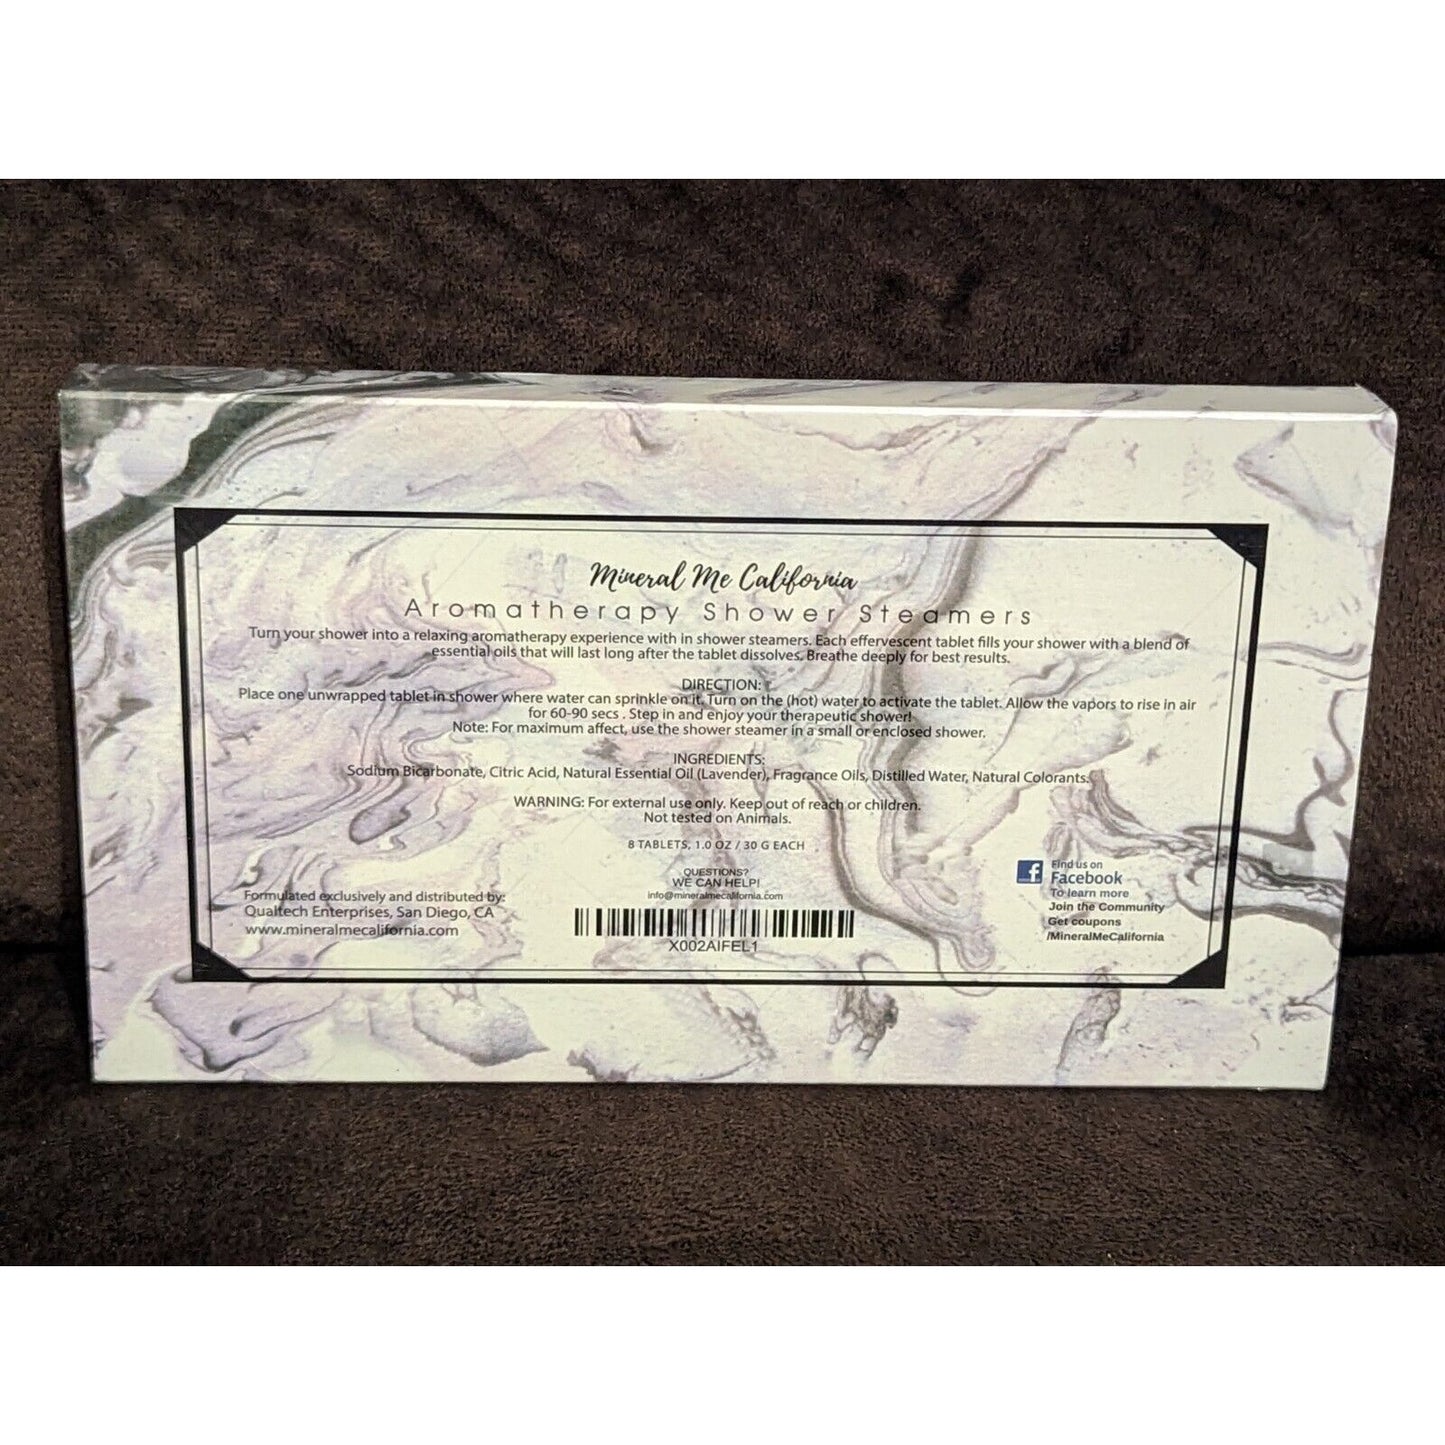 Mineral Me California
Aromatherapy Shower Steamers
Turn your shower into a relaxing aromatherapy experience with in shower steamers. Each effervescent tablet fills your shower with a blend of
essential oils that will last long after the tablet dissolves. Breathe deeply for best results.
DIRECTION:
Place one unwrapped tablet in shower where water can sprinkle on it. Turn on the (hot) water to activate the tablet. Allow the vapors to rise in air
for 60-90 secs . Step in and enjoy your therapeutic shower!
Note: For maximum affect, use the shower steamer in a small or enclosed shower.
INGREDIENTS:
Sodium Bicarbonate, Citric Acid, Natural Essential Oil (Lavender), Fragrance Oils, Distilled Water, Natural Colorants.
WARNING: For external use only. Keep out of reach or children.
Not tested on Animals.
8 TABLETS, 1.0 OZ / 30 G EACH
Formulated exclusively and distributed by:
Qualtech Enterprises, San Diego, CA
www.mineralmecalifornia.com
QUESTIONS?
WE CAN HELP!
info@mineralmecalifornia.com
X002AIFEL1
f
Find us on
Facebook
To learn more
Join the Community
Get coupons
/MineralMeCalifornia